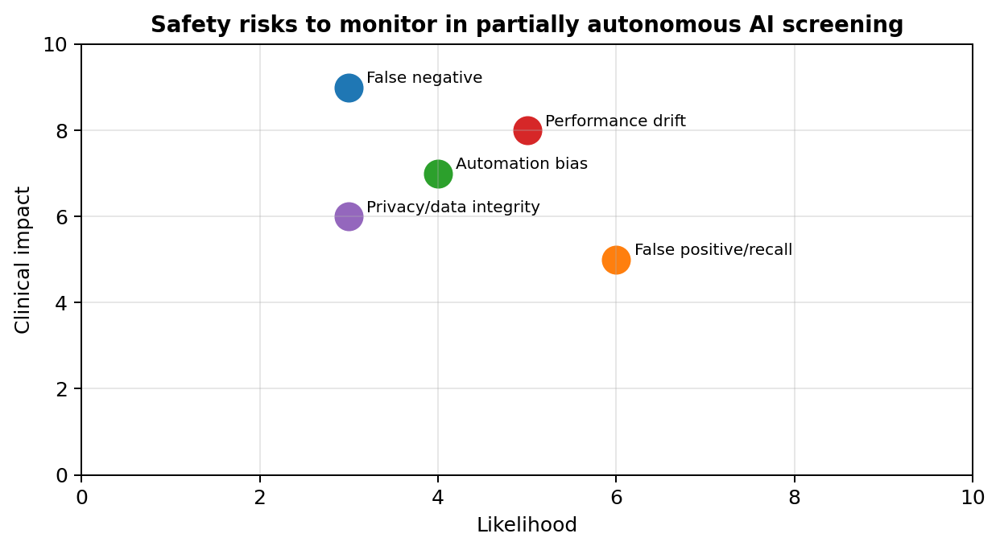 Safety risks to monitor in partially autonomous AI screening
10
8
6
4
2
0
Clinical impact
False negative
Performance drift
Automation bias
Privacy/data integrity
False positive/recall
0 2 4 6 8 10
Likelihood